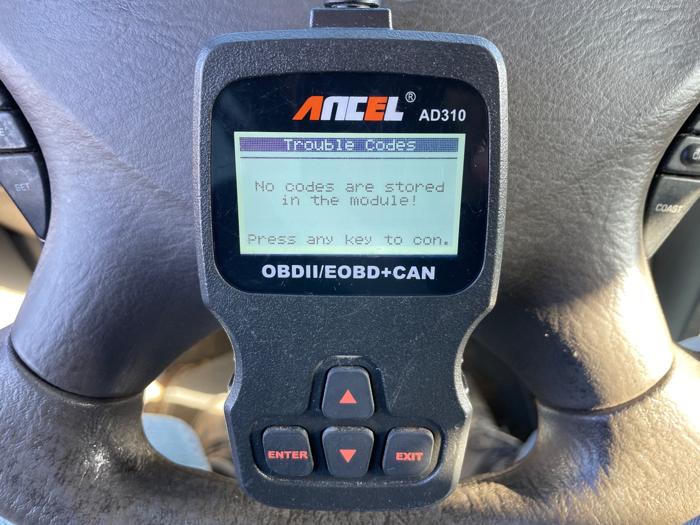 ANCEL®
AD310
Trouble Codes
No codes are stored
in the module!
Press any key to con.
OBDII/EOBD+CAN
SET
COAST
ENTER
EXIT